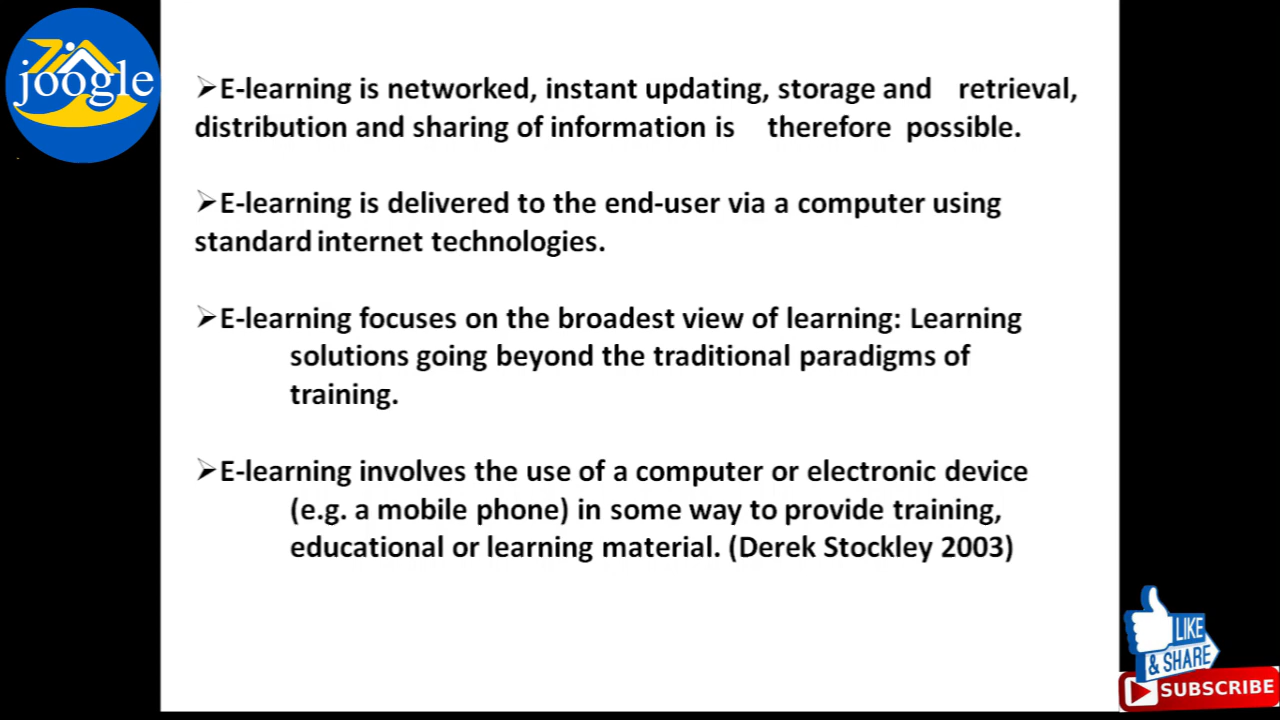 joogle
➢E-learning is networked, instant updating, storage and retrieval,
distribution and sharing of information is therefore possible.
➢E-learning is delivered to the end-user via a computer using
standard internet technologies.
➢E-learning focuses on the broadest view of learning: Learning
solutions going beyond the traditional paradigms of
training.
➢E-learning involves the use of a computer or electronic device
(e.g. a mobile phone) in some way to provide training,
educational or learning material. (Derek Stockley 2003)
LIKE
& SHARE
SUBSCRIBE